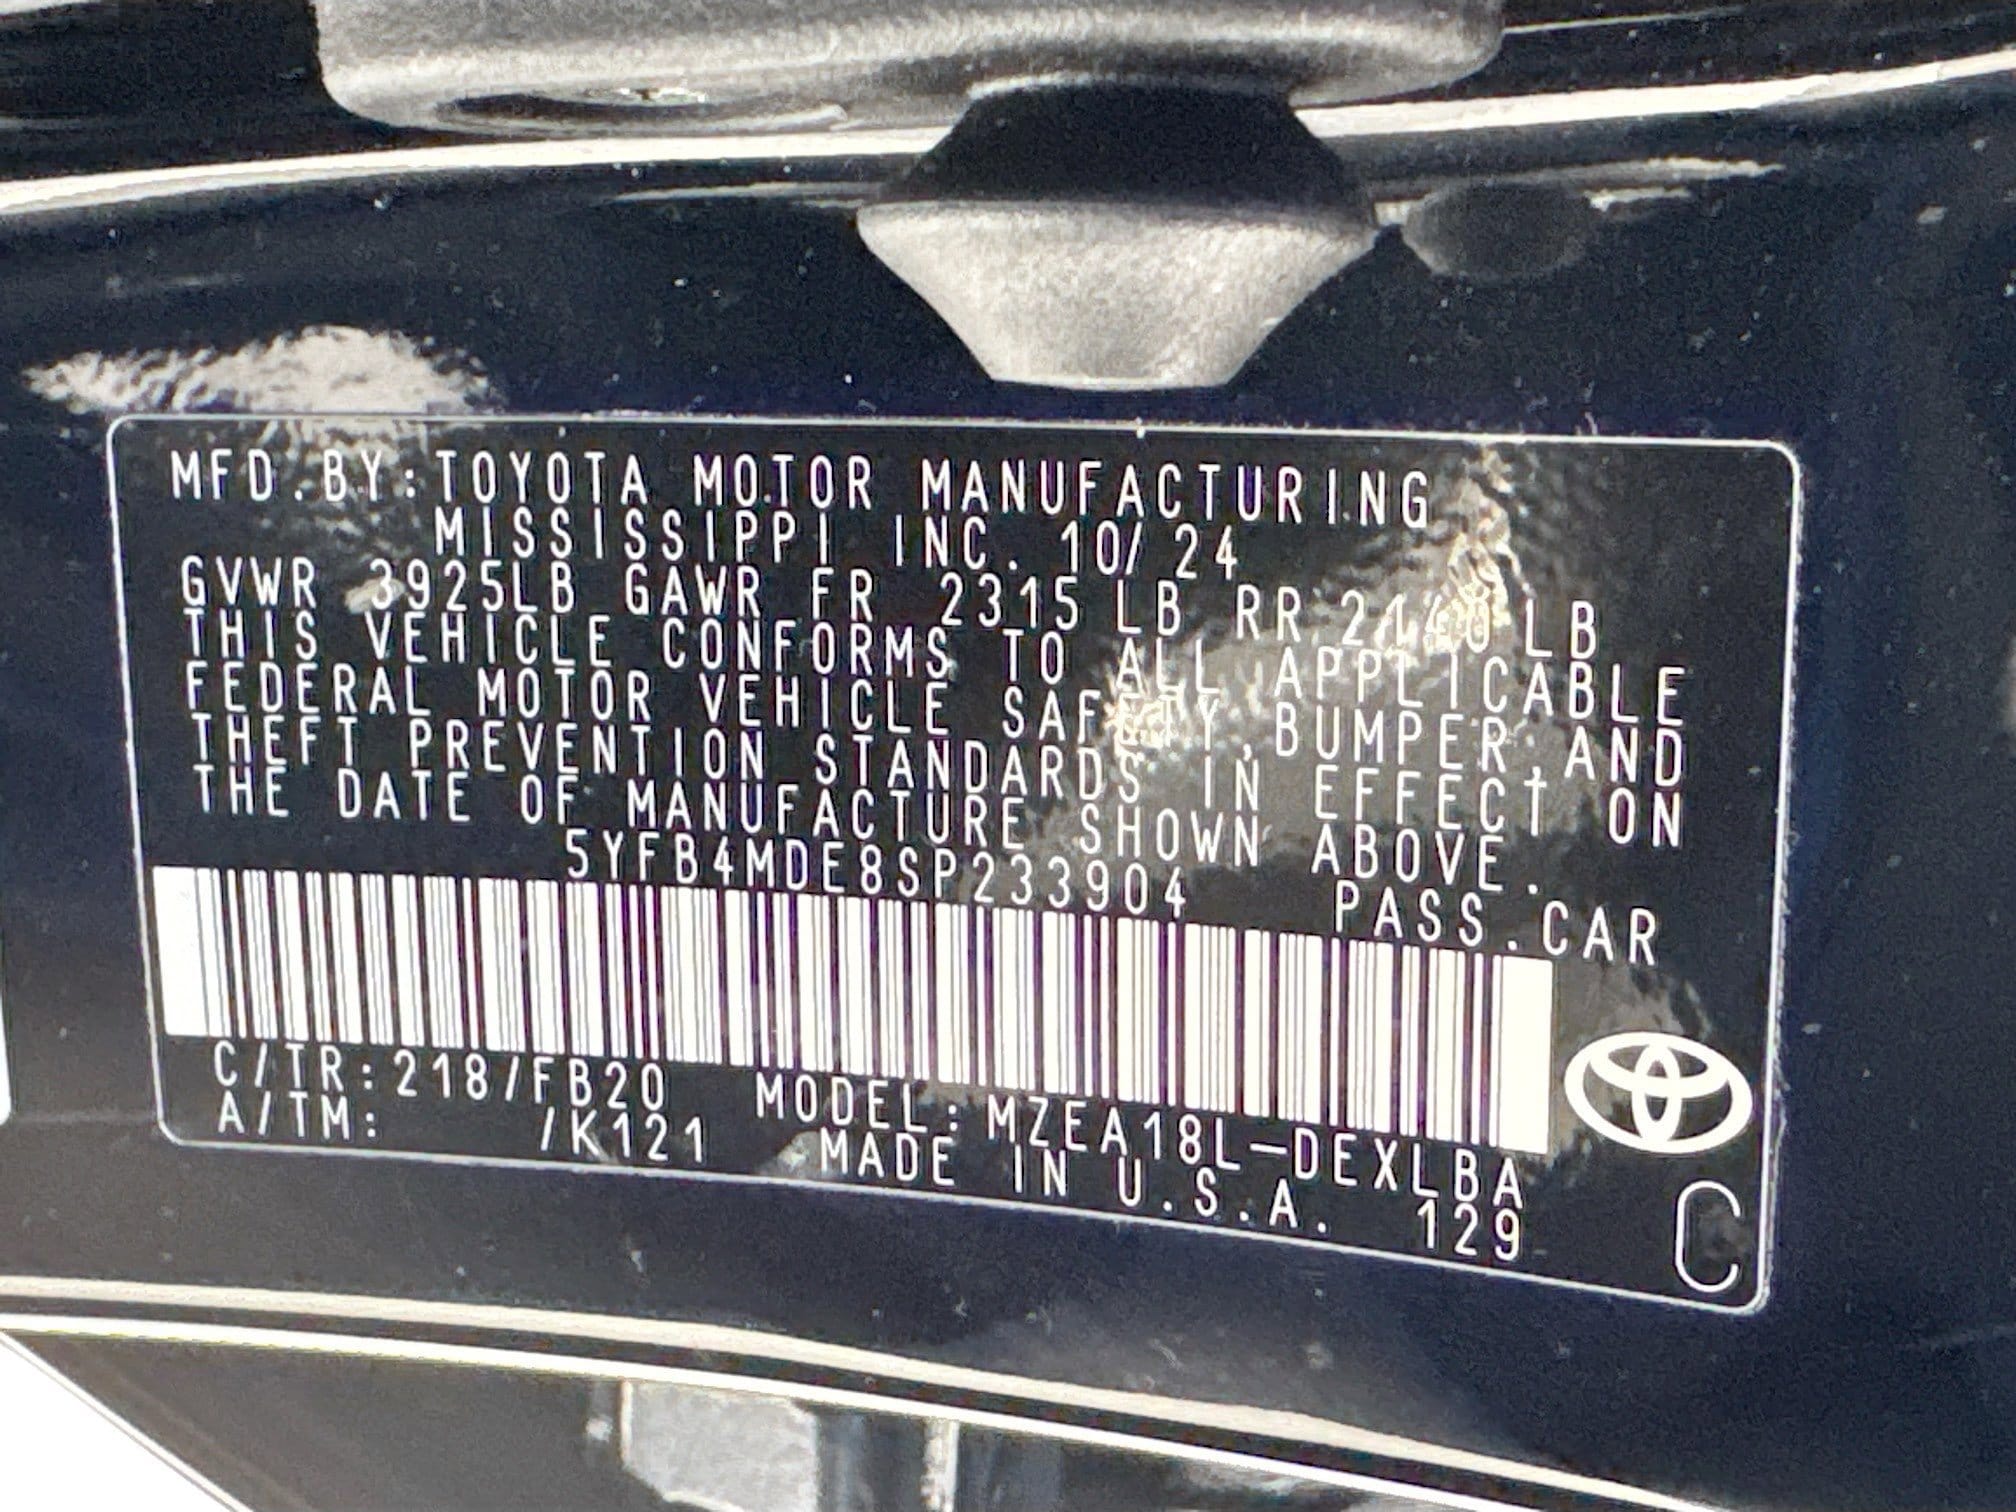 MFD.BY:TOYOTA MOTOR MANUFACTURING
MISSISSIPPI INC. 10/24
GVWR 3925LB GAWR FR 2315 LB RR 2140LB
THIS VEHICLE CONFORMS TO ALL APPLICABLE
FEDERAL MOTOR VEHICLE SAFETY,BUMPER,AND
THEFT PREVENTION STANDARDS IN EFFECT ON
THE DATE OF MANUFACTURE SHOWN ABOVE.
5YFB4MDE8SP233904 PASS.CAR
C/TR:218/FB20 MODEL:MZEA18L-DEXLBA
A/TM: /K121 MADE IN U.S.A. 129
C